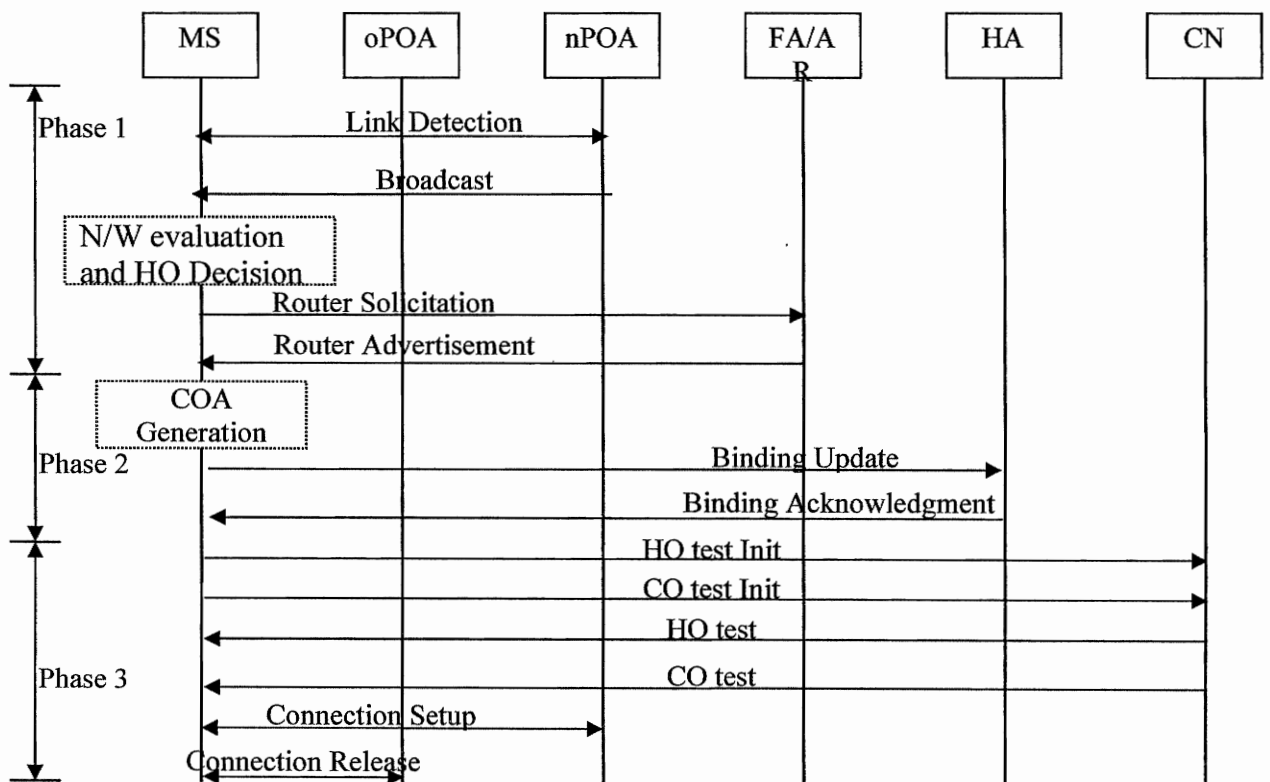 MS
oPOA
nPOA
FA/A
R
HA
CN
Phase 1
Link Detection
Broadcast
N/W evaluation
and HO Decision
Router Solicitation
Router Advertisement
COA
Generation
Phase 2
Binding Update
Binding Acknowledgment
HO test Init
CO test Init
HO test
Phase 3
CO test
Connection Setup
Connection Release